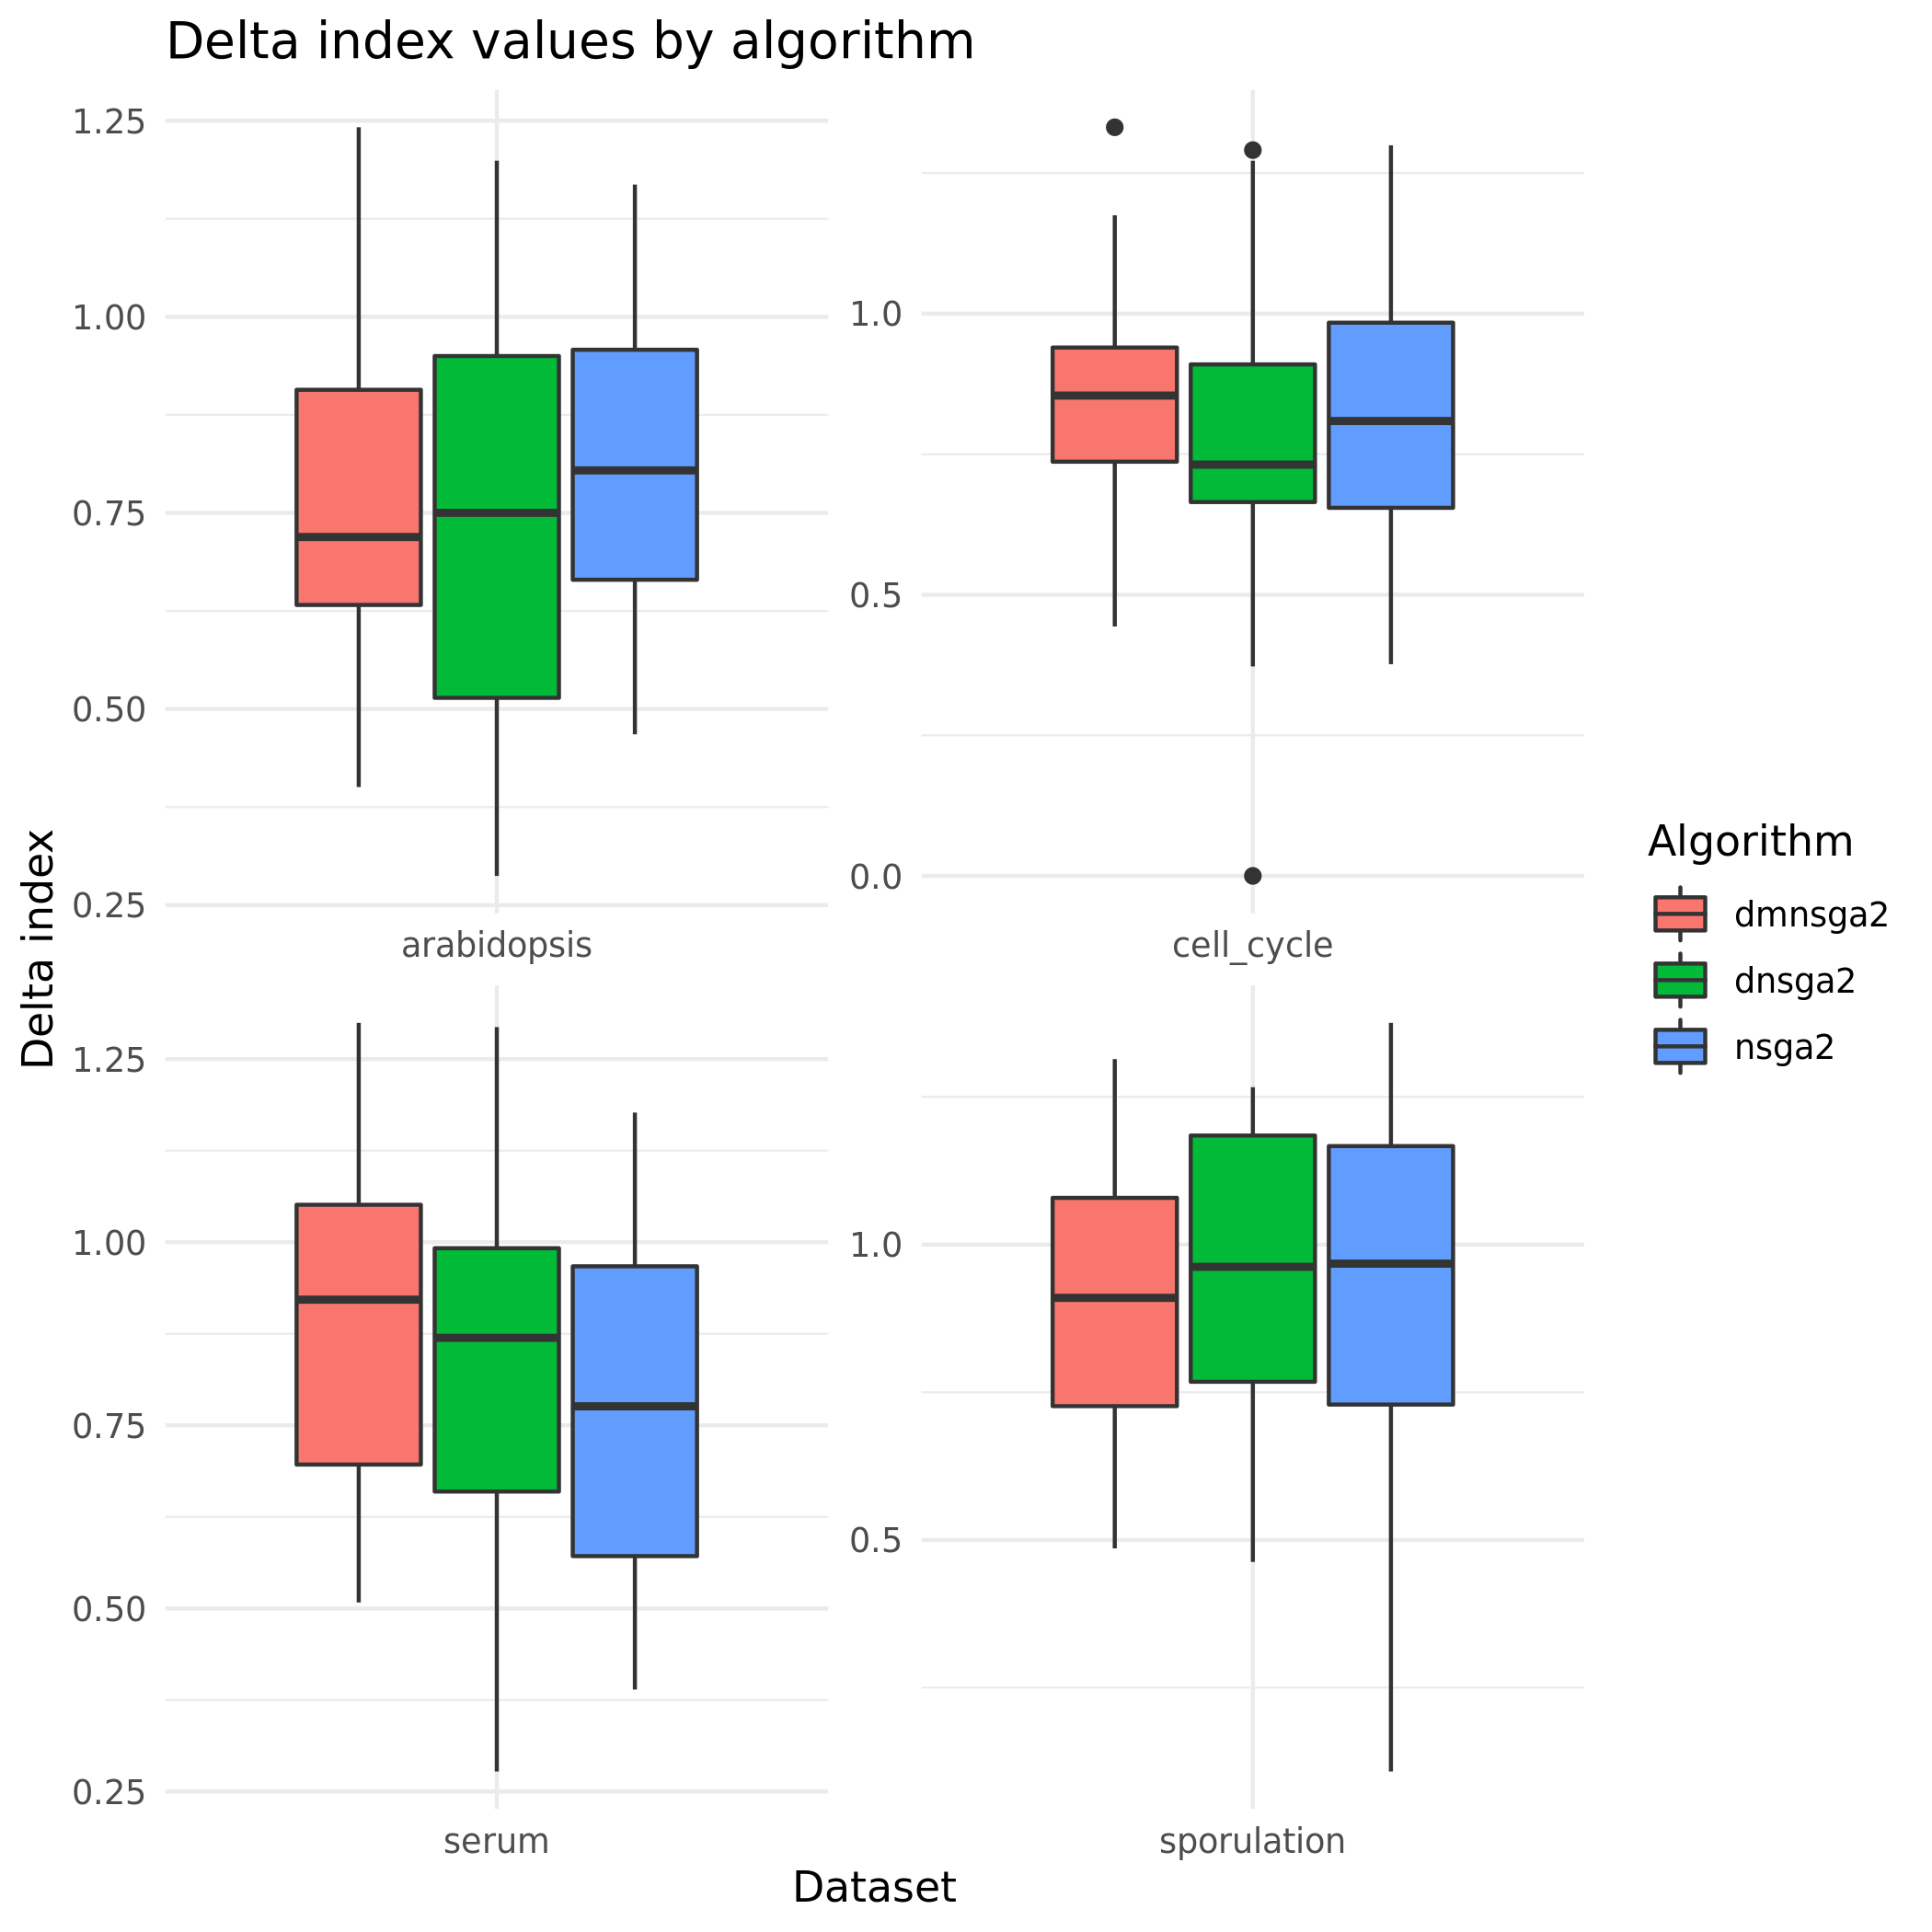 Delta index values by algorithm
Delta index
1.25
1.00
0.75
0.50
0.25
arabidopsis
1.0
0.5
0.0
cell_cycle
1.25
1.00
0.75
0.50
0.25
serum
1.0
0.5
sporulation
Dataset
Algorithm
dmnsga2
dnsga2
nsga2